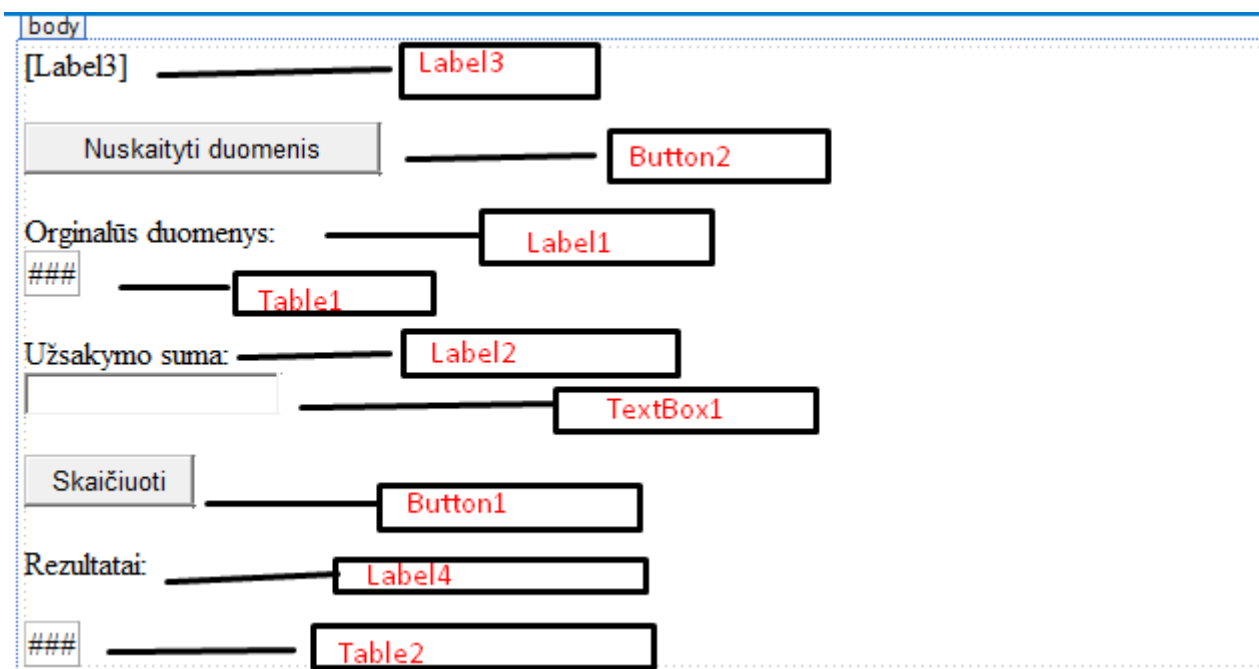 body
[Label3] Label3
Nuskaityti duomenis Button2
Orginalūs duomenys: Label1
### Table1
Užsakymo suma: Label2
TextBox1
Skaičiuoti Button1
Rezultatai: Label4
### Table2